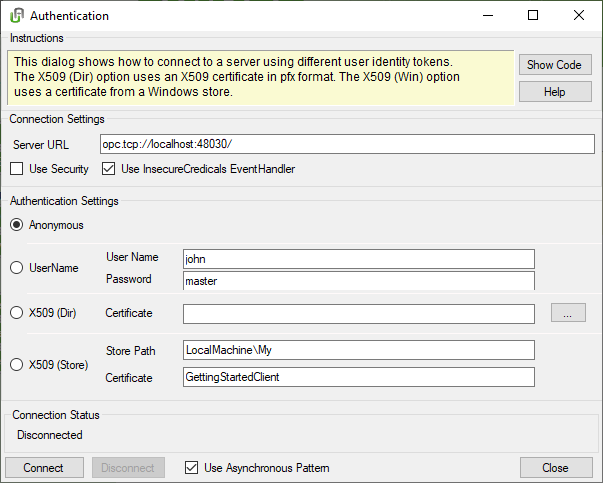 Authentication
Instructions
This dialog shows how to connect to a server using different user identity tokens.
The X509 (Dir) option uses an X509 certificate in pfx format. The X509 (Win) option
uses a certificate from a Windows store.
Show Code
Help
Connection Settings
Server URL
opc.tcp://localhost:48030/
Use Security
Use InsecureCredicals EventHandler
Authentication Settings
Anonymous
UserName
User Name
john
Password
master
X509 (Dir)
Certificate
...
X509 (Store)
Store Path
LocalMachine\My
Certificate
GettingStartedClient
Connection Status
Disconnected
Connect
Disconnect
Use Asynchronous Pattern
Close